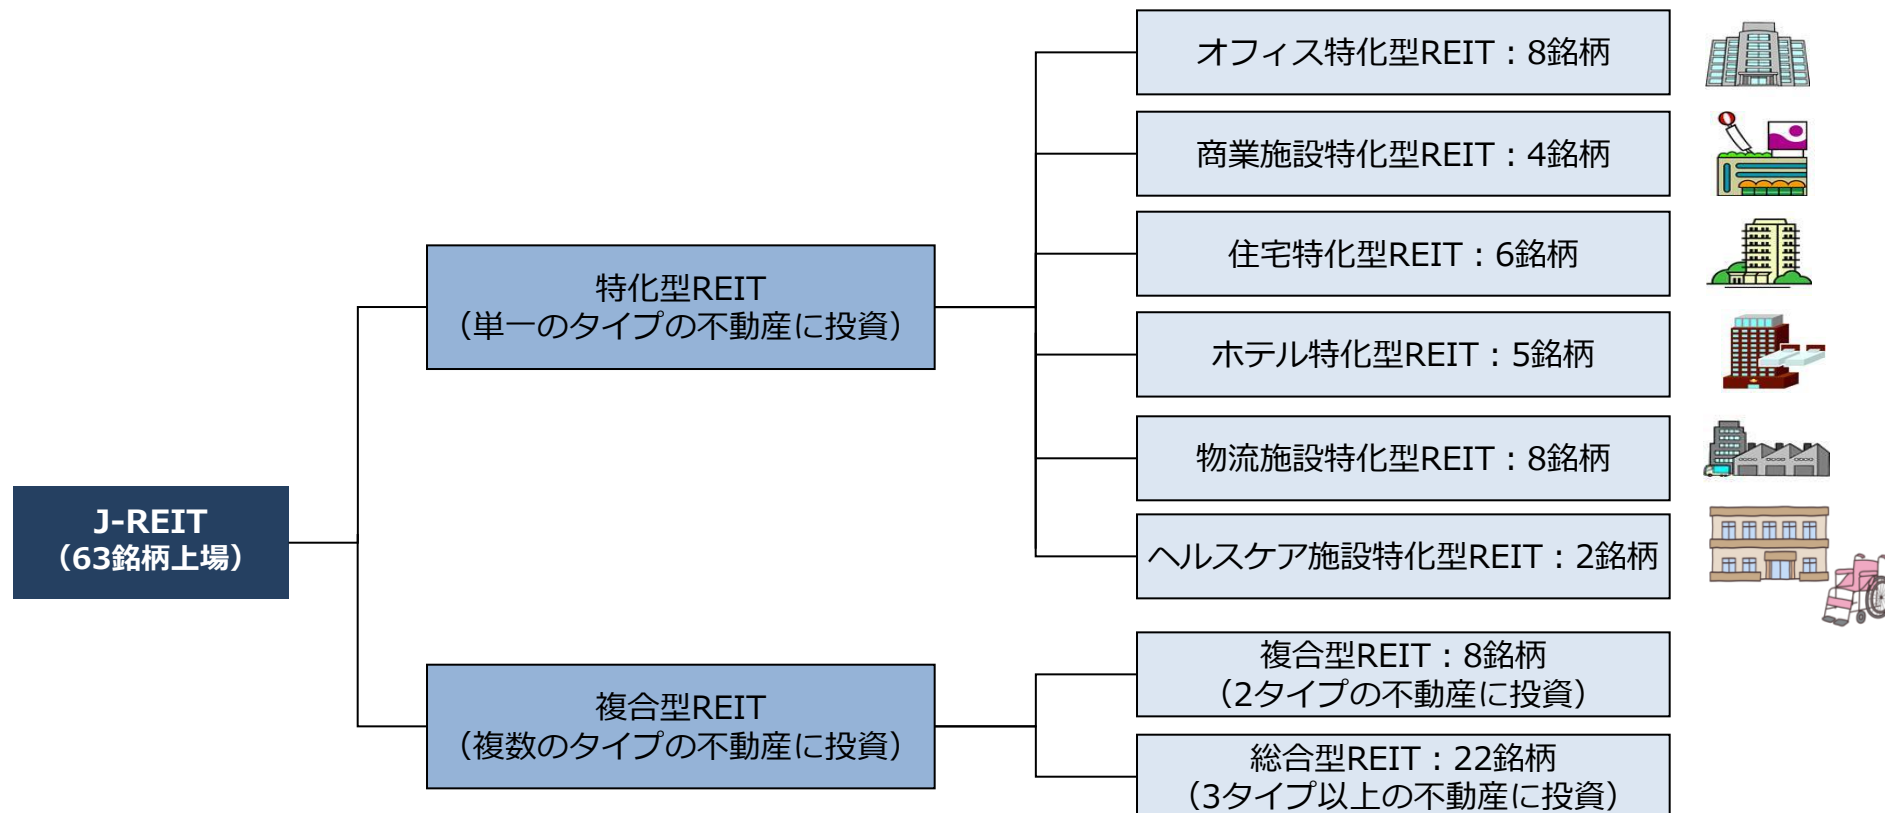 J-REIT
（63銘柄上場）
特化型REIT
（単一のタイプの不動産に投資）
オフィス特化型REIT：8銘柄
商業施設特化型REIT：4銘柄
住宅特化型REIT：6銘柄
ホテル特化型REIT：5銘柄
物流施設特化型REIT：8銘柄
ヘルスケア施設特化型REIT：2銘柄
複合型REIT
（複数のタイプの不動産に投資）
複合型REIT：8銘柄
（2タイプの不動産に投資）
総合型REIT：22銘柄
（3タイプ以上の不動産に投資）